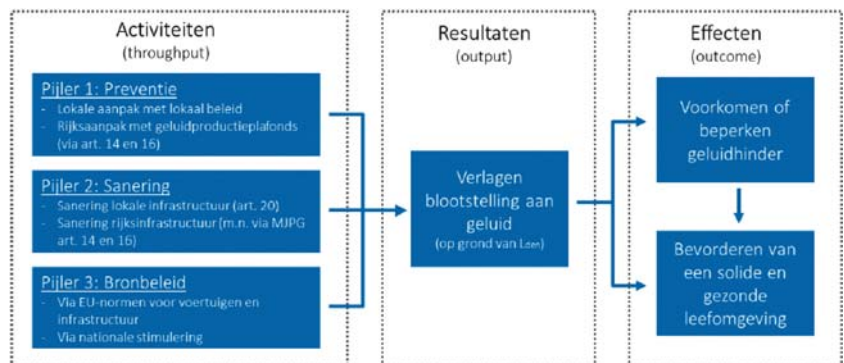 Activiteiten
(throughput)
Pijler 1: Preventie
- Lokale aanpak met lokaal beleid
- Rijksaanpak met geluidproductieplafonds
(via art. 14 en 16)
Pijler 2: Sanering
- Sanering lokale infrastructuur (art. 20)
- Sanering rijksinfrastructuur (m.n. via MJPG
art. 14 en 16)
Pijler 3: Bronbeleid
- Via EU-normen voor voertuigen en
infrastructuur
- Via nationale stimulering
Resultaten
(output)
Verlagen
blootstelling aan
geluid
(op grond van Lden)
Effecten
(outcome)
Voorkomen of
beperken
geluidhinder
Bevorderen van
een solide en
gezonde
leefomgeving